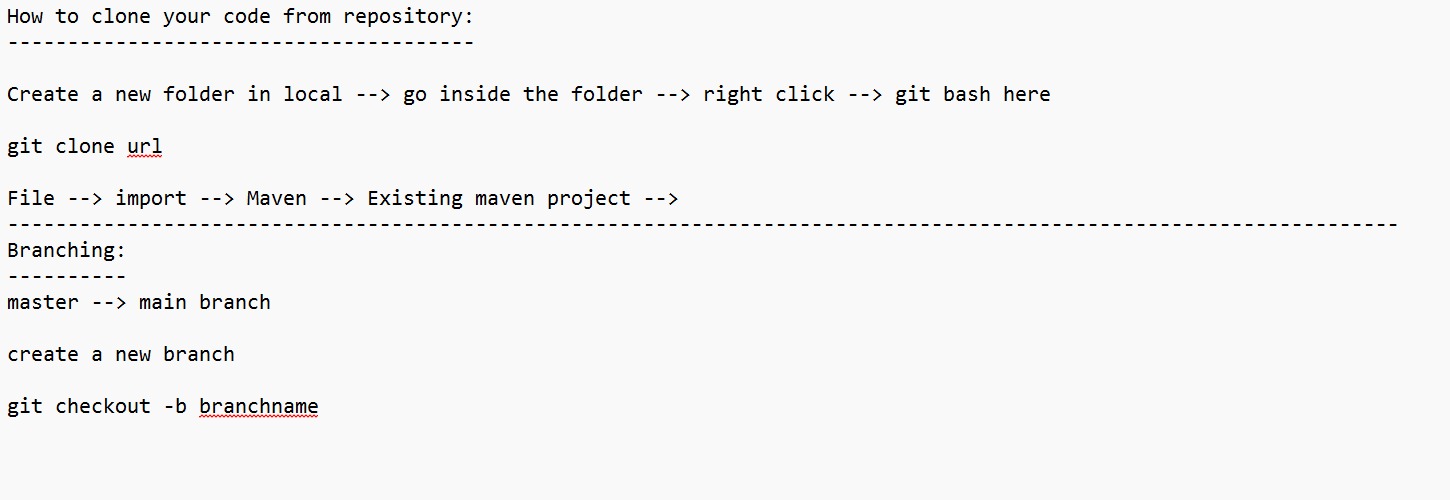 How to clone your code from repository:
---------------------------------------
Create a new folder in local --> go inside the folder --> right click --> git bash here
git clone url
File --> import --> Maven --> Existing maven project -->
--------------------------------------------------------------------------------------------------------------------
Branching:
----------
master --> main branch
create a new branch
git checkout -b branchname